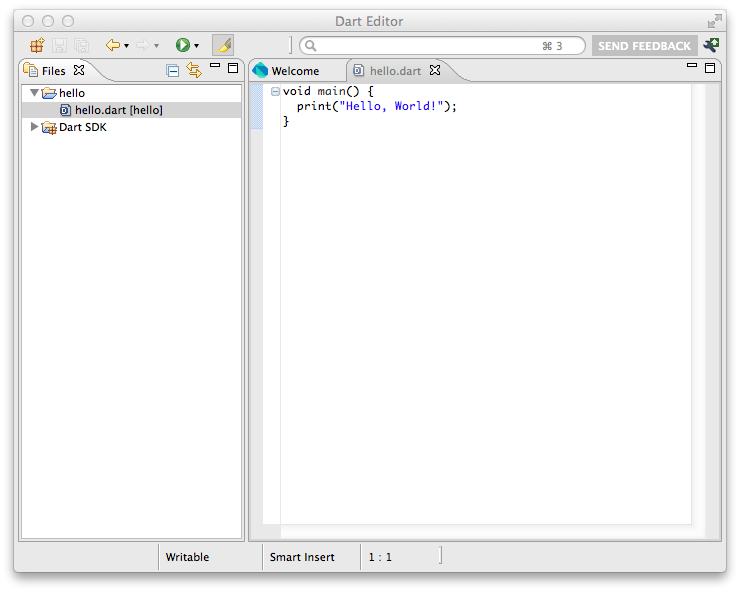 Dart Editor
⌘ 3
SEND FEEDBACK
Files
Welcome
hello.dart
hello
hello.dart [hello]
Dart SDK
void main() {
  print("Hello, World!");
}
Writable
Smart Insert
1 : 1